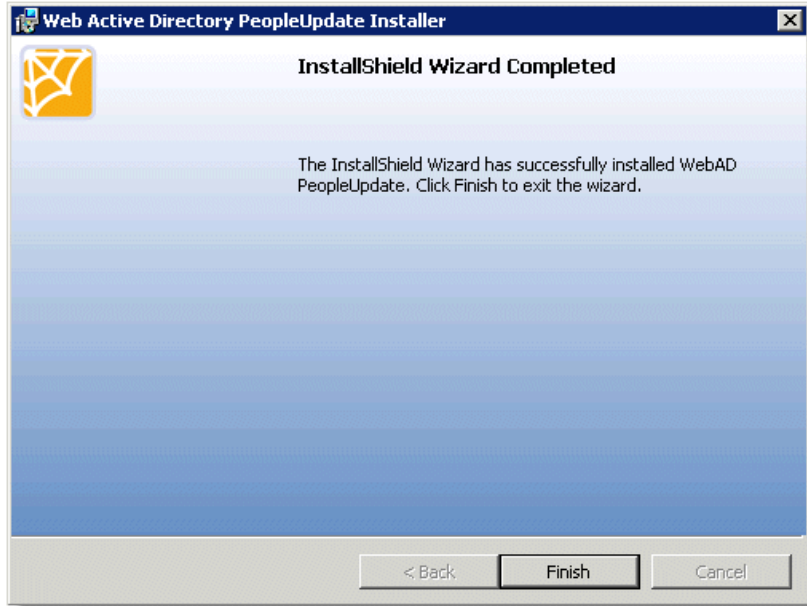 Web Active Directory PeopleUpdate Installer
InstallShield Wizard Completed
The InstallShield Wizard has successfully installed WebAD
PeopleUpdate. Click Finish to exit the wizard.
< Back Finish Cancel